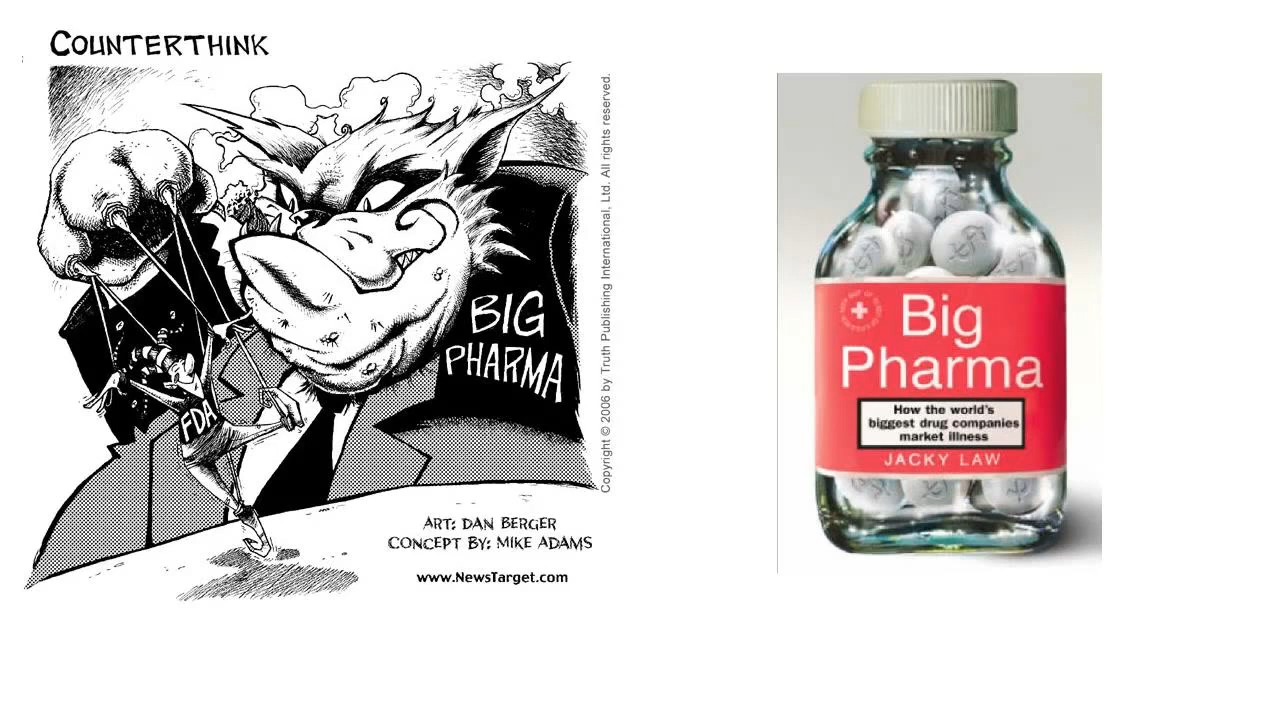 COUNTERTHINK
BIG
PHARMA
FDA
ART: DAN BERGER
CONCEPT BY: MIKE ADAMS
www.NewsTarget.com
Copyright © 2006 by Truth Publishing International, Ltd. All rights reserved.
Big
Pharma
How the world's
biggest drug companies
market illness
JACKY LAW